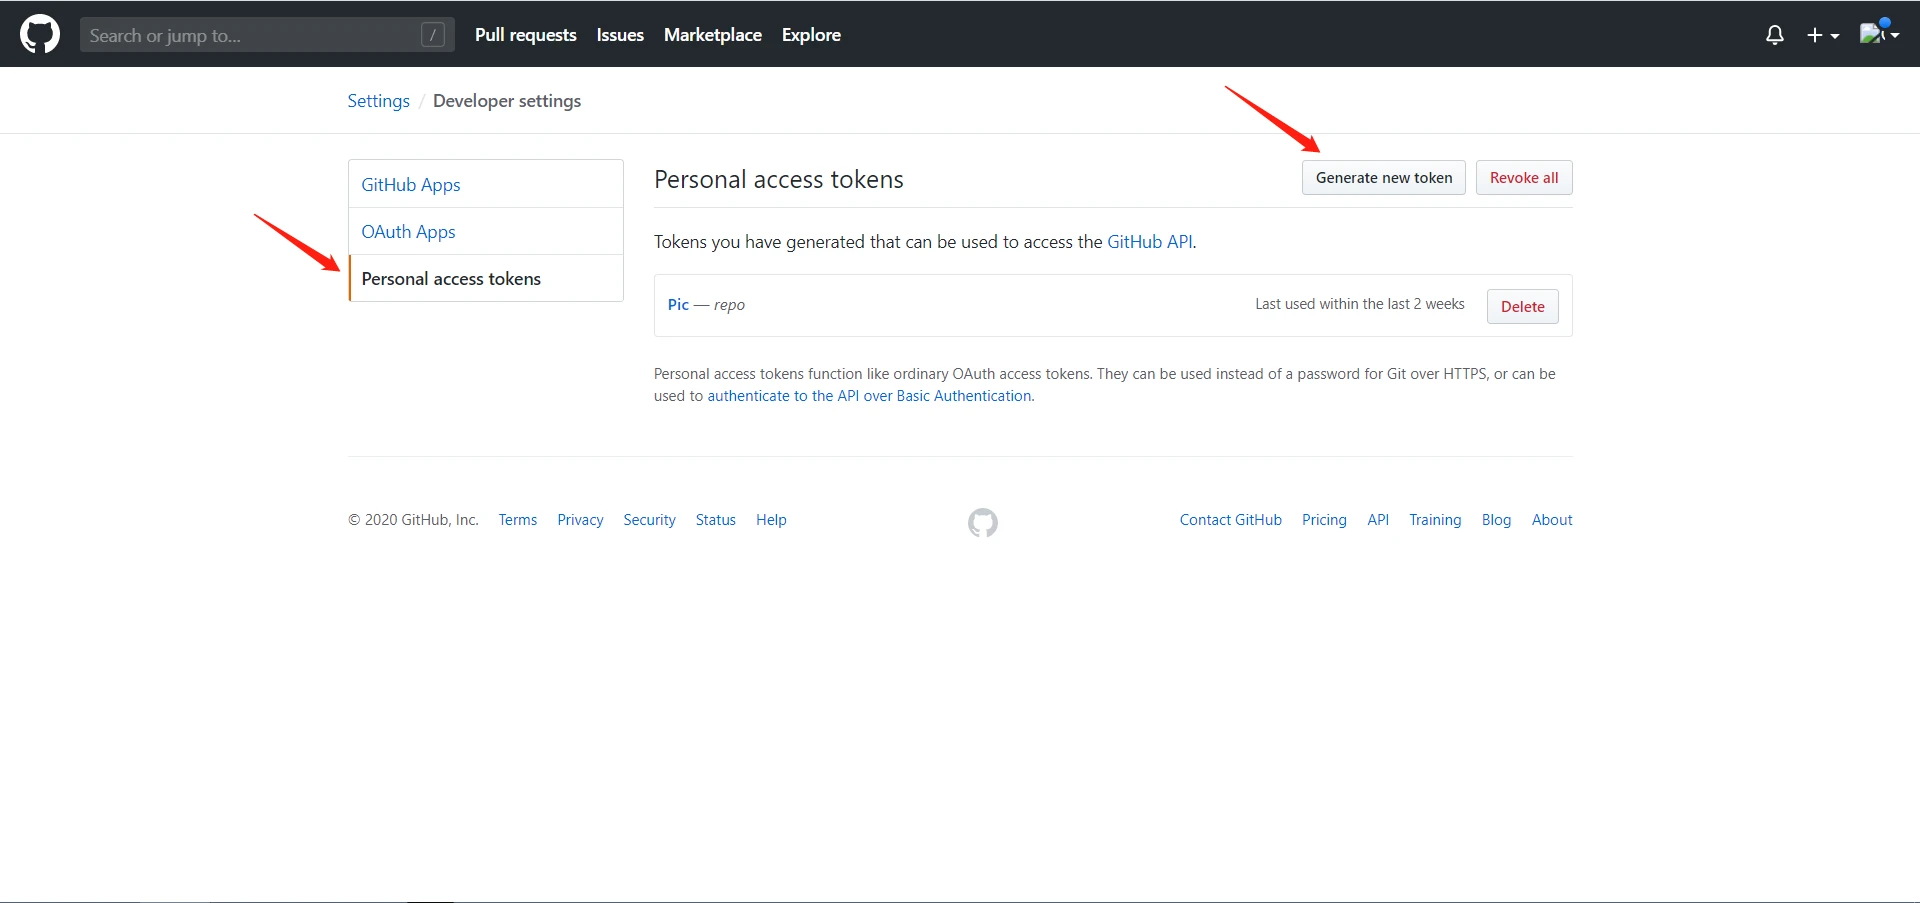 Search or jump to... /
Pull requests Issues Marketplace Explore
Settings / Developer settings
GitHub Apps
OAuth Apps
Personal access tokens
Personal access tokens
Generate new token Revoke all
Tokens you have generated that can be used to access the GitHub API.
Pic — repo Last used within the last 2 weeks Delete
Personal access tokens function like ordinary OAuth access tokens. They can be used instead of a password for Git over HTTPS, or can be
used to authenticate to the API over Basic Authentication.
© 2020 GitHub, Inc. Terms Privacy Security Status Help
Contact GitHub Pricing API Training Blog About